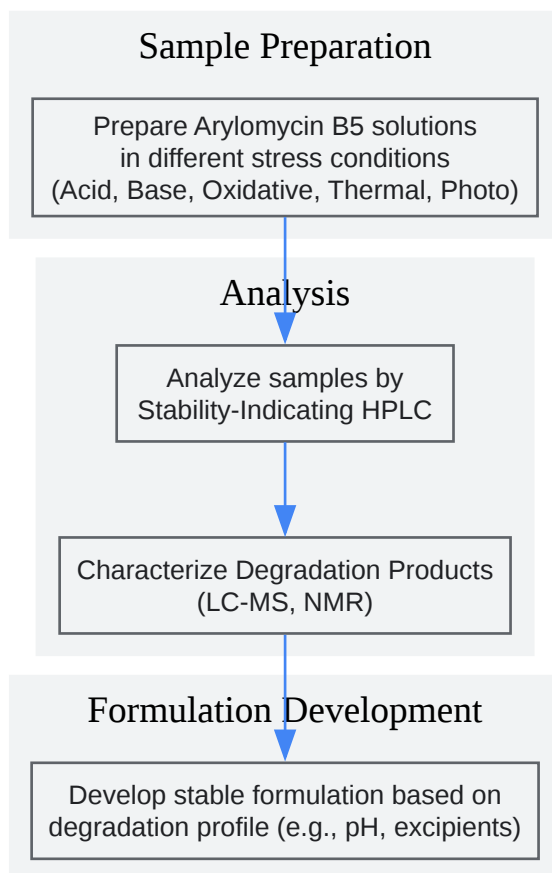 Sample Preparation
Prepare Arylomycin B5 solutions
in different stress conditions
(Acid, Base, Oxidative, Thermal, Photo)
Analysis
Analyze samples by
Stability-Indicating HPLC
Characterize Degradation Products
(LC-MS, NMR)
Formulation Development
Develop stable formulation based on
degradation profile (e.g., pH, excipients)